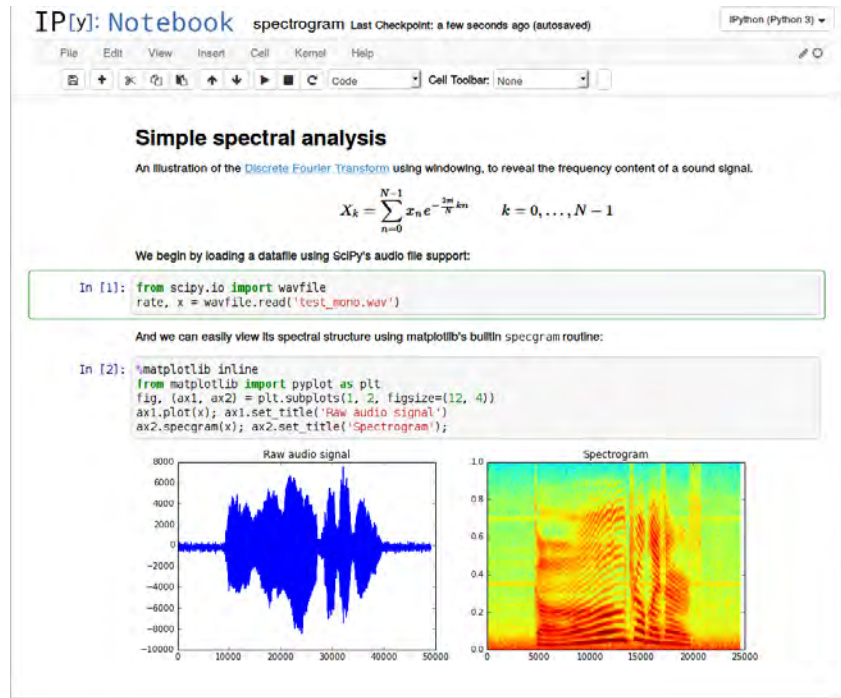 IP[y]: Notebook spectrogram Last Checkpoint: a few seconds ago (autosaved) IPython (Python 3)
File Edit View Insert Cell Kernel Help
Code Cell Toolbar: None
Simple spectral analysis
An illustration of the Discrete Fourier Transform using windowing, to reveal the frequency content of a sound signal.
X_k = \sum_{n=0}^{N-1} x_n e^{-\frac{2\pi i}{N} kn} k = 0, \ldots, N - 1
We begin by loading a datafile using SciPy's audio file support:
In [1]: from scipy.io import wavfile
rate, x = wavfile.read('test_mono.wav')
And we can easily view its spectral structure using matplotlib's builtin specgram routine:
In [2]: %matplotlib inline
from matplotlib import pyplot as plt
fig, (ax1, ax2) = plt.subplots(1, 2, figsize=(12, 4))
ax1.plot(x); ax1.set_title('Raw audio signal')
ax2.specgram(x); ax2.set_title('Spectrogram');
Raw audio signal
8000
6000
4000
2000
0
−2000
−4000
−6000
−8000
−10000
0 10000 20000 30000 40000 50000
Spectrogram
1.0
0.8
0.6
0.4
0.2
0.0
0 5000 10000 15000 20000 25000